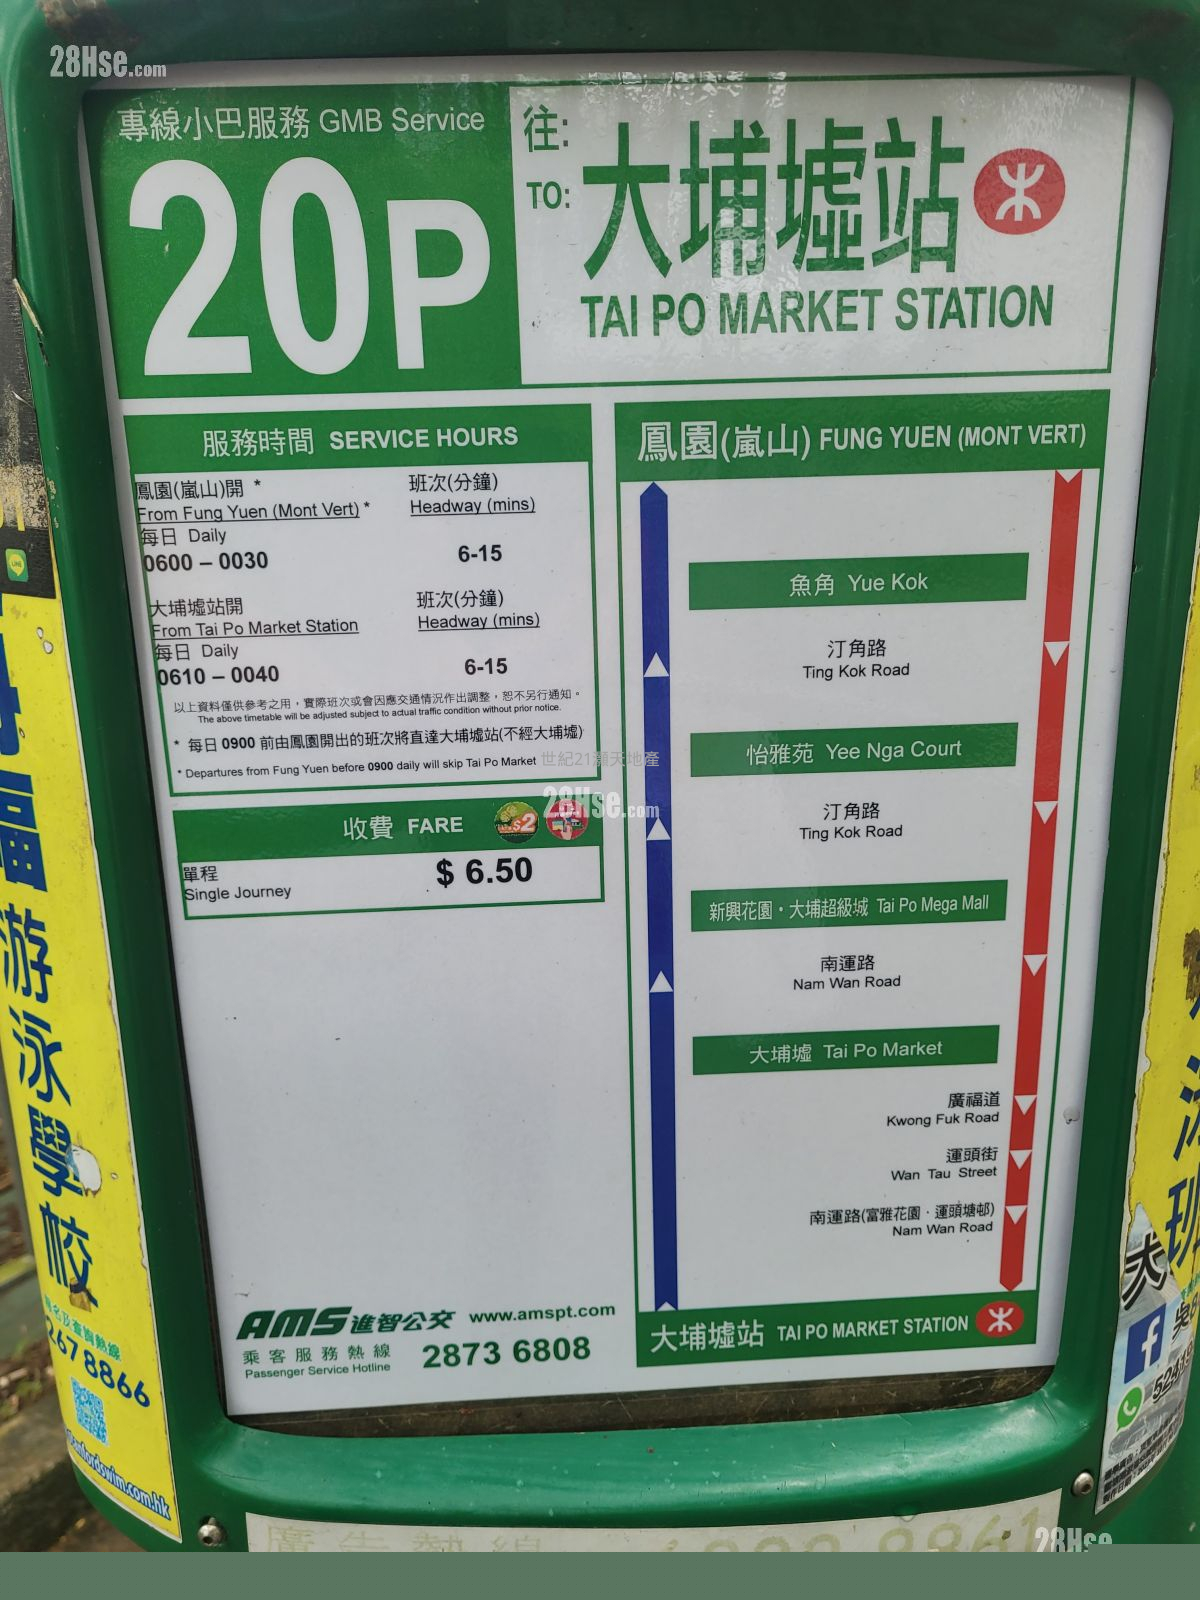 28Hse.com
專線小巴服務 GMB Service
20P
往:
TO:
大埔墟站
TAI PO MARKET STATION
服務時間 SERVICE HOURS
鳳園(嵐山)開 * 班次(分鐘)
From Fung Yuen (Mont Vert) * Headway (mins)
每日 Daily
0600 – 0030 6-15
大埔墟站開 班次(分鐘)
From Tai Po Market Station Headway (mins)
每日 Daily
0610 – 0040 6-15
以上資料僅供參考之用，實際班次或會因應交通情況作出調整，恕不另行通知。
The above timetable will be adjusted subject to actual traffic condition without prior notice.
* 每日 0900 前由鳳園開出的班次將直達大埔墟站(不經大埔墟)
* Departures from Fung Yuen before 0900 daily will skip Tai Po Market
世紀21灝天地產
28Hse.com
收費 FARE
$2
單程
Single Journey
$ 6.50
鳳園(嵐山) FUNG YUEN (MONT VERT)
魚角 Yue Kok
汀角路
Ting Kok Road
怡雅苑 Yee Nga Court
汀角路
Ting Kok Road
新興花園・大埔超級城 Tai Po Mega Mall
南運路
Nam Wan Road
大埔墟 Tai Po Market
廣福道
Kwong Fuk Road
運頭街
Wan Tau Street
南運路(富雅花園．運頭塘邨)
Nam Wan Road
大埔墟站 TAI PO MARKET STATION
AMS 進智公交 www.amspt.com
乘客服務熱線
Passenger Service Hotline
2873 6808
游泳學校
267 8866
廣告熱線
28Hse